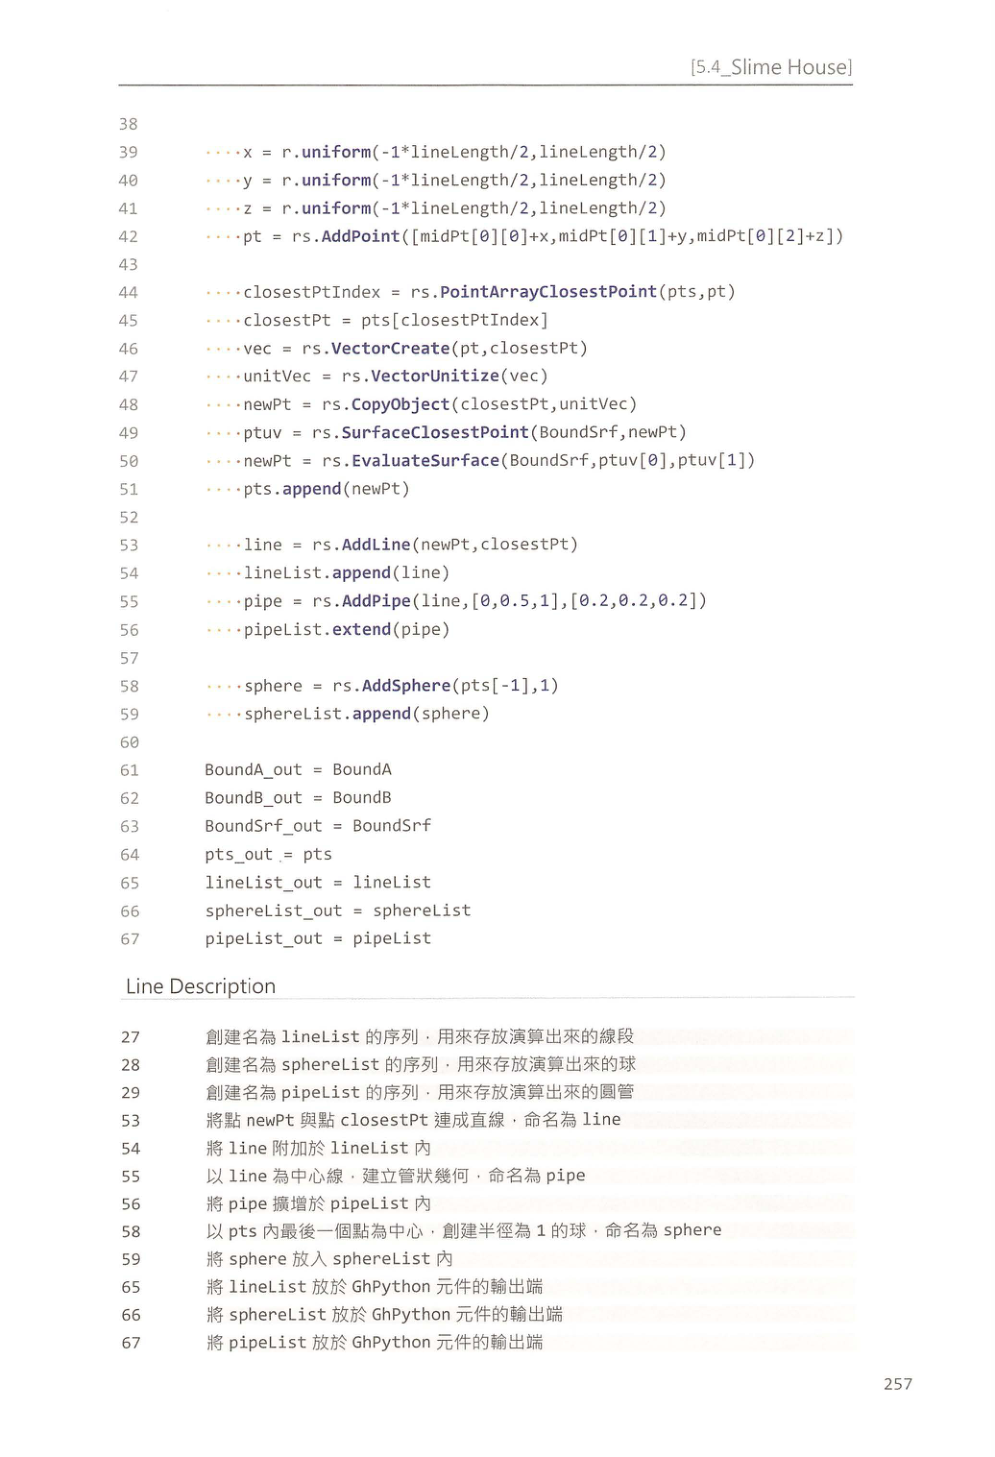 [5.4_Slime House]
38
39 ····x = r.uniform(-1*lineLength/2,lineLength/2)
40 ····y = r.uniform(-1*lineLength/2,lineLength/2)
41 ····z = r.uniform(-1*lineLength/2,lineLength/2)
42 ····pt = rs.AddPoint([midPt[0][0]+x,midPt[0][1]+y,midPt[0][2]+z])
43
44 ····closestPtIndex = rs.PointArrayClosestPoint(pts,pt)
45 ····closestPt = pts[closestPtIndex]
46 ····vec = rs.VectorCreate(pt,closestPt)
47 ····unitVec = rs.VectorUnitize(vec)
48 ····newPt = rs.CopyObject(closestPt,unitVec)
49 ····ptuv = rs.SurfaceClosestPoint(BoundSrf,newPt)
50 ····newPt = rs.EvaluateSurface(BoundSrf,ptuv[0],ptuv[1])
51 ····pts.append(newPt)
52
53 ····line = rs.AddLine(newPt,closestPt)
54 ····lineList.append(line)
55 ····pipe = rs.AddPipe(line,[0,0.5,1],[0.2,0.2,0.2])
56 ····pipeList.extend(pipe)
57
58 ····sphere = rs.AddSphere(pts[-1],1)
59 ····sphereList.append(sphere)
60
61 BoundA_out = BoundA
62 BoundB_out = BoundB
63 BoundSrf_out = BoundSrf
64 pts_out = pts
65 lineList_out = lineList
66 sphereList_out = sphereList
67 pipeList_out = pipeList
Line Description
27 創建名為 lineList 的序列，用來存放演算出來的線段
28 創建名為 sphereList 的序列，用來存放演算出來的球
29 創建名為 pipeList 的序列，用來存放演算出來的圓管
53 將點 newPt 與點 closestPt 連成直線，命名為 line
54 將 line 附加於 lineList 內
55 以 line 為中心線，建立管狀幾何，命名為 pipe
56 將 pipe 擴增於 pipeList 內
58 以 pts 內最後一個點為中心，創建半徑為 1 的球，命名為 sphere
59 將 sphere 放入 sphereList 內
65 將 lineList 放於 GhPython 元件的輸出端
66 將 sphereList 放於 GhPython 元件的輸出端
67 將 pipeList 放於 GhPython 元件的輸出端
257